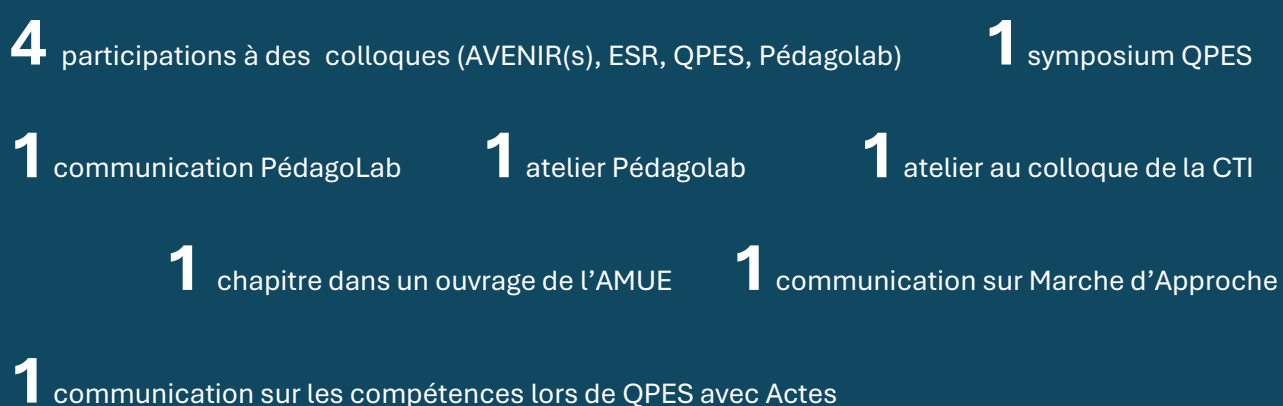 4 participations à des colloques (AVENIR(s), ESR, QPES, Pédagolab) 1 symposium QPES
1 communication PédagoLab 1 atelier Pédagolab 1 atelier au colloque de la CTI
1 chapitre dans un ouvrage de l’AMUE 1 communication sur Marche d’Approche
1 communication sur les compétences lors de QPES avec Actes